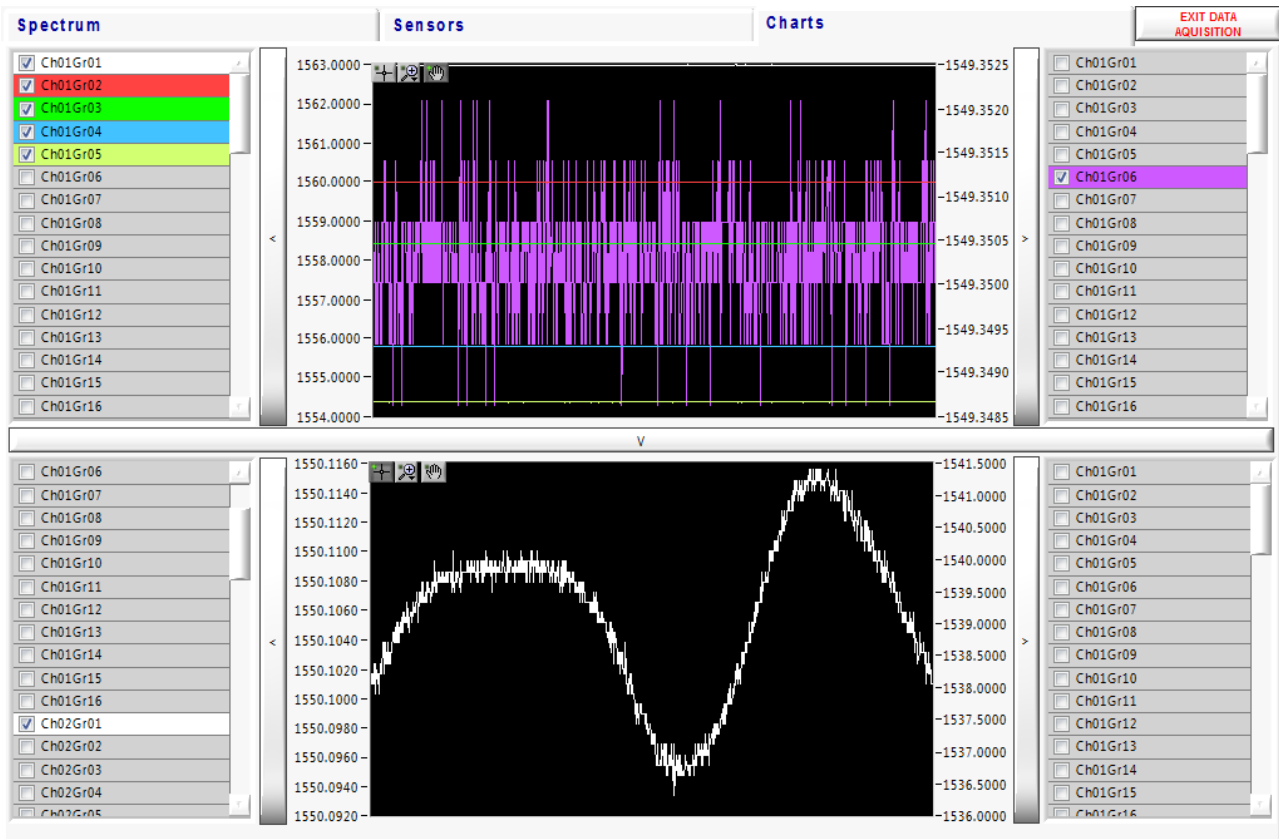 Spectrum
Sensors
Charts
EXIT DATA
AQUISITION
Ch01Gr01
Ch01Gr02
Ch01Gr03
Ch01Gr04
Ch01Gr05
Ch01Gr06
Ch01Gr07
Ch01Gr08
Ch01Gr09
Ch01Gr10
Ch01Gr11
Ch01Gr12
Ch01Gr13
Ch01Gr14
Ch01Gr15
Ch01Gr16
<
1563.0000
1562.0000
1561.0000
1560.0000
1559.0000
1558.0000
1557.0000
1556.0000
1555.0000
1554.0000
1549.3525
1549.3520
1549.3515
1549.3510
1549.3505
1549.3500
1549.3495
1549.3490
1549.3485
>
Ch01Gr01
Ch01Gr02
Ch01Gr03
Ch01Gr04
Ch01Gr05
Ch01Gr06
Ch01Gr07
Ch01Gr08
Ch01Gr09
Ch01Gr10
Ch01Gr11
Ch01Gr12
Ch01Gr13
Ch01Gr14
Ch01Gr15
Ch01Gr16
V
Ch01Gr06
Ch01Gr07
Ch01Gr08
Ch01Gr09
Ch01Gr10
Ch01Gr11
Ch01Gr12
Ch01Gr13
Ch01Gr14
Ch01Gr15
Ch01Gr16
Ch02Gr01
Ch02Gr02
Ch02Gr03
Ch02Gr04
Ch02Gr05
<
1550.1160
1550.1140
1550.1120
1550.1100
1550.1080
1550.1060
1550.1040
1550.1020
1550.1000
1550.0980
1550.0960
1550.0940
1550.0920
1541.5000
1541.0000
1540.5000
1540.0000
1539.5000
1539.0000
1538.5000
1538.0000
1537.5000
1537.0000
1536.5000
1536.0000
>
Ch01Gr01
Ch01Gr02
Ch01Gr03
Ch01Gr04
Ch01Gr05
Ch01Gr06
Ch01Gr07
Ch01Gr08
Ch01Gr09
Ch01Gr10
Ch01Gr11
Ch01Gr12
Ch01Gr13
Ch01Gr14
Ch01Gr15
Ch01Gr16